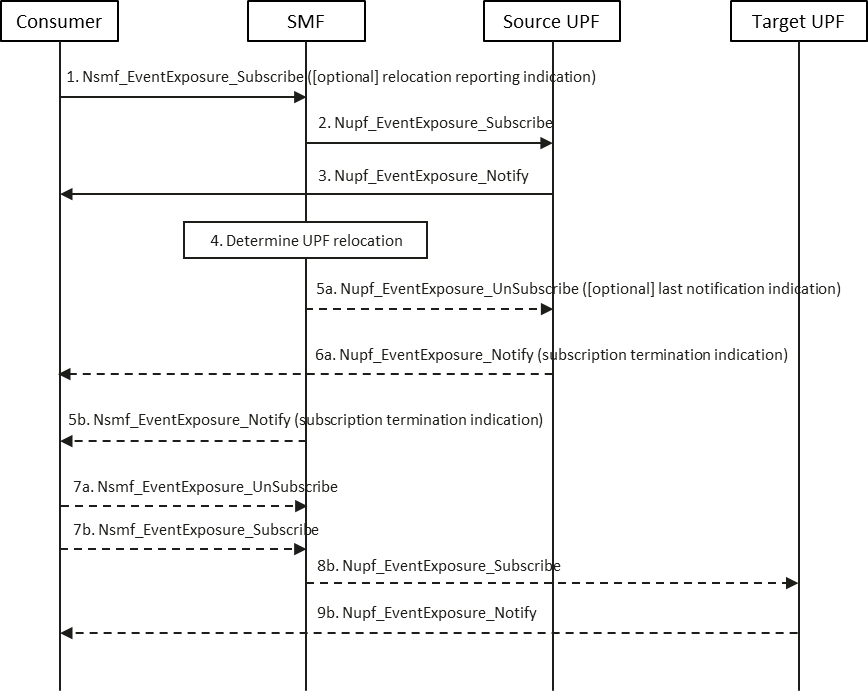 Consumer
SMF
Source UPF
Target UPF
1. Nsmf_EventExposure_Subscribe ([optional] relocation reporting indication)
2. Nupf_EventExposure_Subscribe
3. Nupf_EventExposure_Notify
4. Determine UPF relocation
5a. Nupf_EventExposure_UnSubscribe ([optional] last notification indication)
6a. Nupf_EventExposure_Notify (subscription termination indication)
5b. Nsmf_EventExposure_Notify (subscription termination indication)
7a. Nsmf_EventExposure_UnSubscribe
7b. Nsmf_EventExposure_Subscribe
8b. Nupf_EventExposure_Subscribe
9b. Nupf_EventExposure_Notify